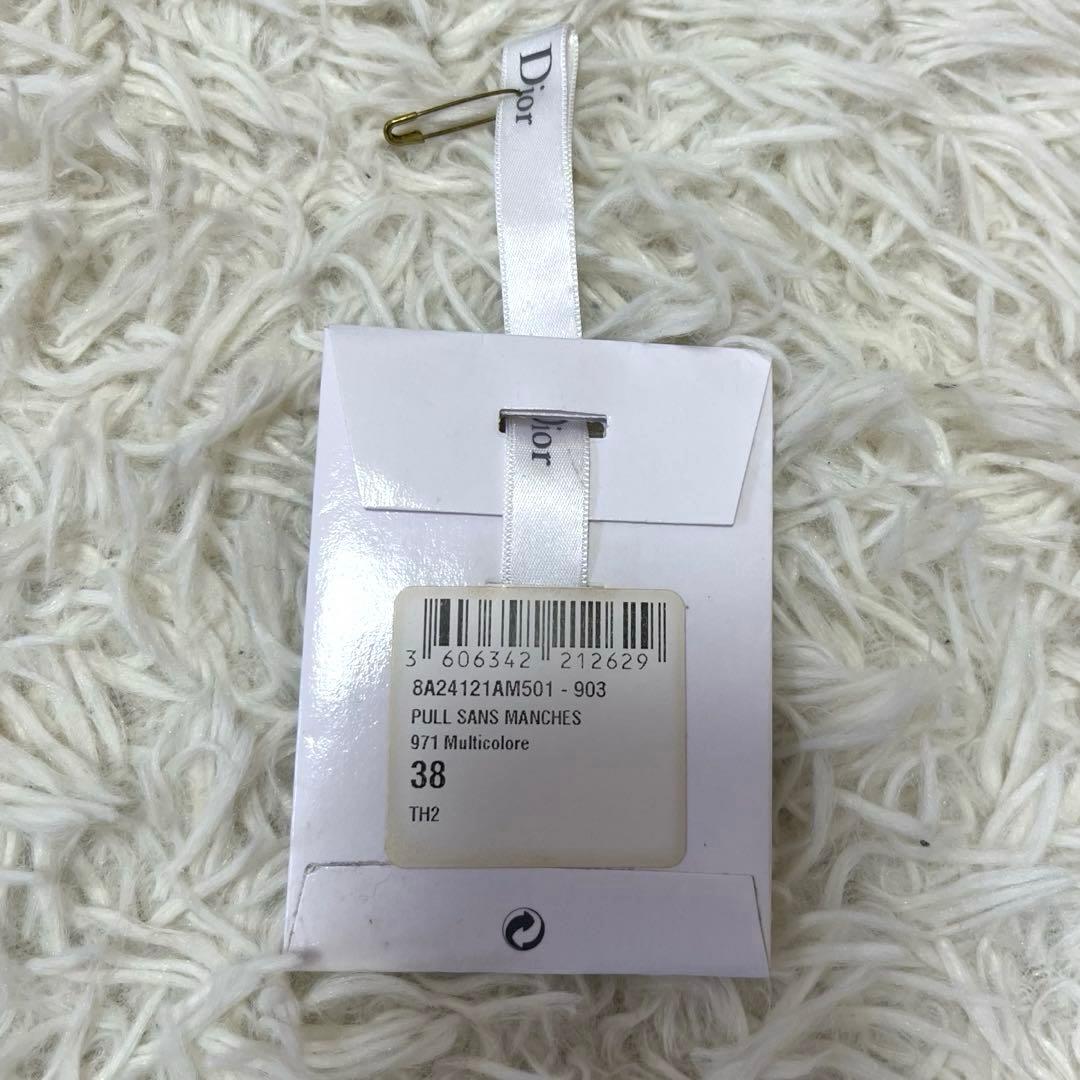 Dior
Dior
3 606342 212629
8A24121AM501 - 903
PULL SANS MANCHES
971 Multicolore
38
TH2